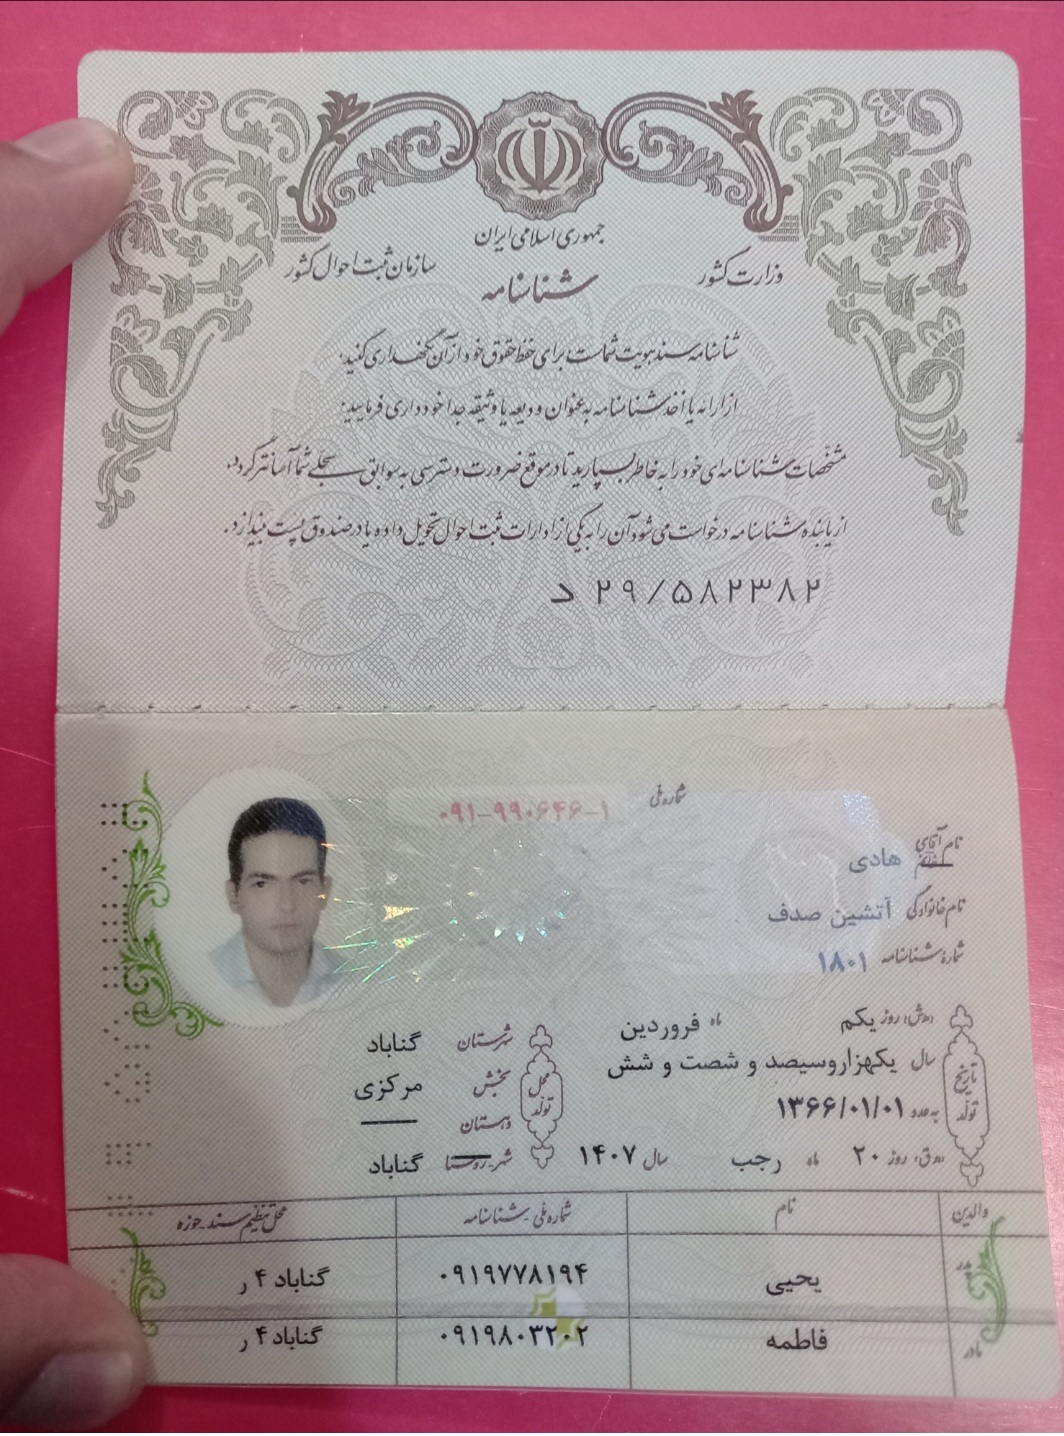 جمهوری اسلامی ایران
وزارت کشور
سازمان ثبت احوال کشور
شناسنامه
شناسنامه سند هویت شماست برای حفظ حقوق خود از آن نگهداری کنید.
از ارائه یا اخذ شناسنامه به عنوان ودیعه یا وثیقه جدا خودداری فرمایید.
مشخصات شناسنامه‌ای خود را به خاطر بسپارید تا در موقع ضرورت دسترسی به سوابق سجلی شما آسانتر گردد.
از یابنده شناسنامه درخواست می‌شود آن را به یکی از ادارات ثبت احوال تحویل داده یا در صندوق پست بیندازد.
د ۲۹/۵۸۲۳۸۲
شماره ملی ۰۹۱-۹۹۰۶۴۶-۱
نام آقای هادی
نام خانوادگی آتشین صدف
شماره شناسنامه ۱۸۰۱
تاریخ تولد
(ه‍.ش) روز یکم ماه فروردین
سال یکهزاروسیصد و شصت و شش
به عدد ۱۳۶۶/۰۱/۰۱
(ه‍.ق) روز ۲۰ ماه رجب سال ۱۴۰۷
محل تولد
شهرستان گناباد
بخش مرکزی
دهستان ——
شهر-روستا گناباد
والدین نام شماره ملی-شناسنامه محل تنظیم سند-حوزه
پدر یحیی ۰۹۱۹۷۷۸۱۹۴ گناباد ۴ ر
مادر فاطمه ۰۹۱۹۸۰۳۲۰۲ گناباد ۴ ر